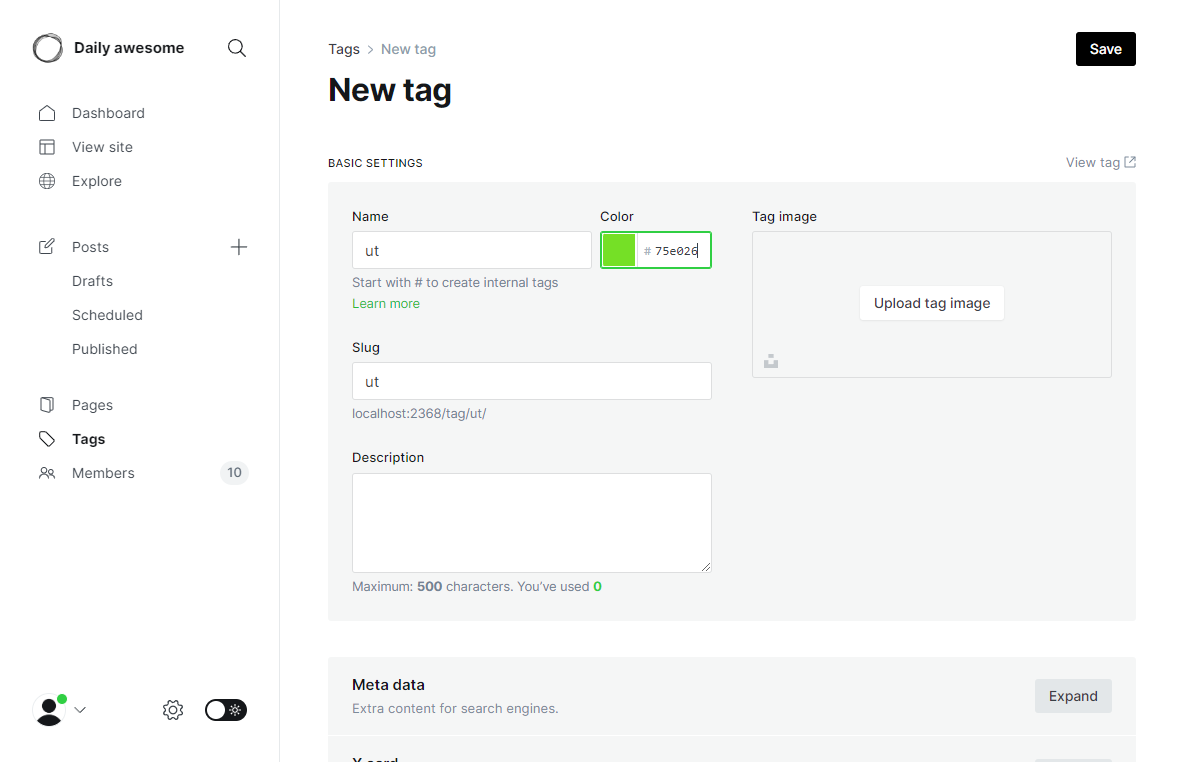 Daily awesome
Dashboard
View site
Explore
Posts
Drafts
Scheduled
Published
Pages
Tags
Members 10
Tags > New tag
Save
New tag
BASIC SETTINGS
View tag
Name
Color
Tag image
ut
# 75e026
Start with # to create internal tags
Learn more
Upload tag image
Slug
ut
localhost:2368/tag/ut/
Description
Maximum: 500 characters. You’ve used 0
Meta data
Extra content for search engines.
Expand
X card